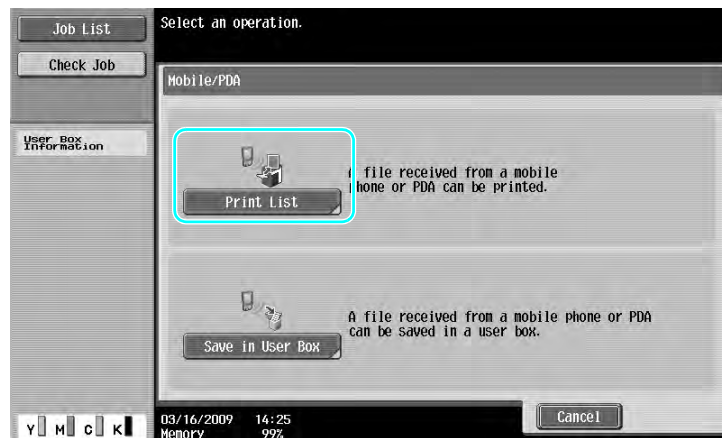 Job List
Select an operation.
Check Job
Mobile/PDA
User Box
Information
A file received from a mobile
phone or PDA can be printed.
Print List
A file received from a mobile phone or PDA
can be saved in a user box.
Save in User Box
Cancel
03/16/2009 14:25
Memory 99%
Y M C K